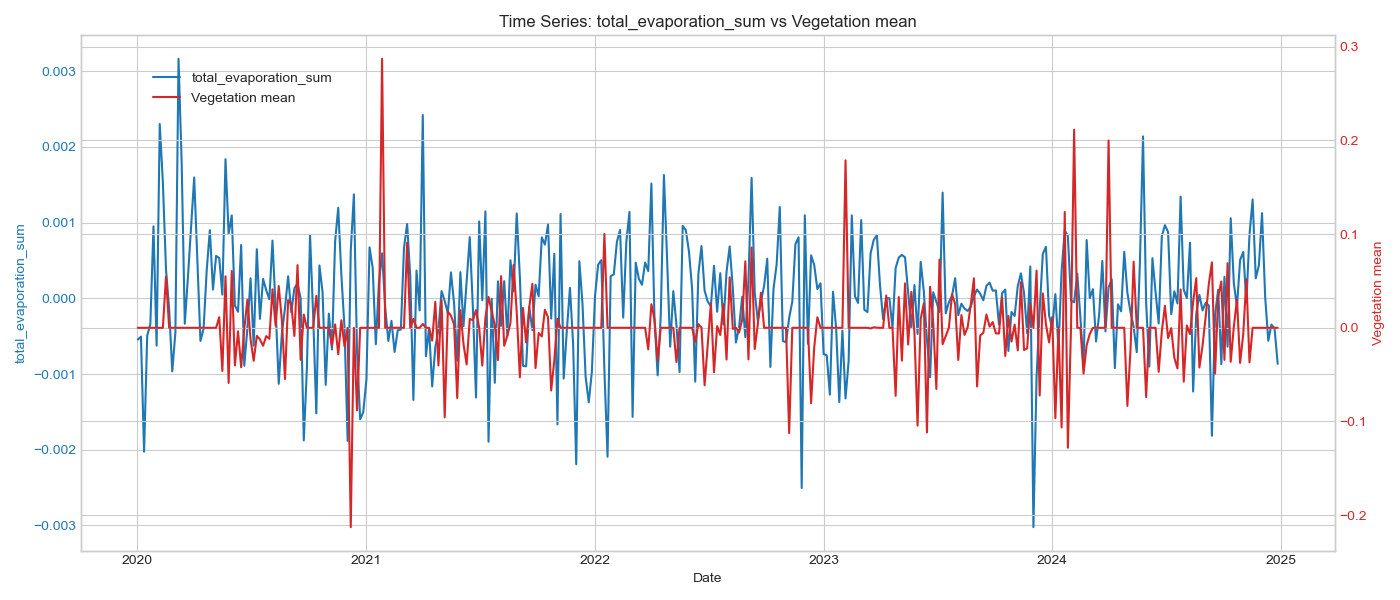 Time Series: total_evaporation_sum vs Vegetation mean
total_evaporation_sum
Vegetation mean
0.003
0.002
0.001
0.000
−0.001
−0.002
−0.003
total_evaporation_sum
0.3
0.2
0.1
0.0
−0.1
−0.2
Vegetation mean
2020 2021 2022 2023 2024 2025
Date